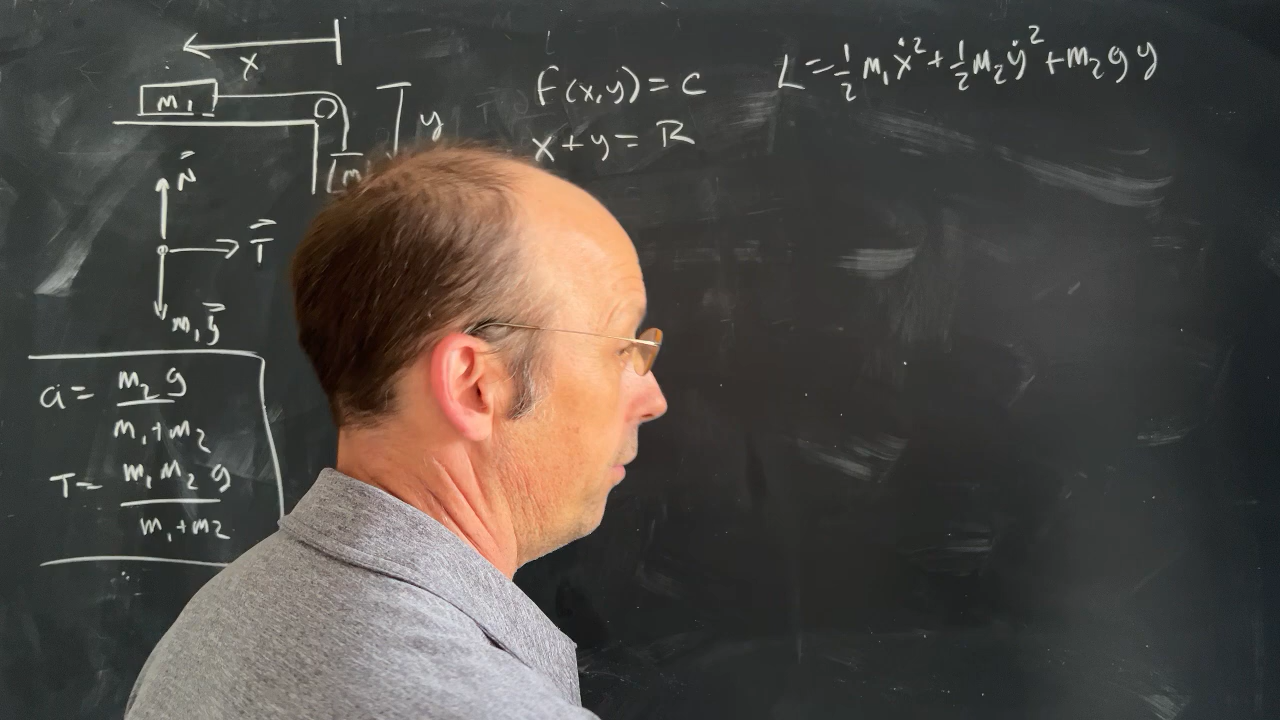 x
m₁
y
m
N⃗
T⃗
m₁g⃗
a = m₂g / m₁+m₂
T = m₁m₂g / m₁+m₂
f(x,y) = C
x + y = R
L = ½ m₁ẋ² + ½ m₂ẏ² + m₂gy